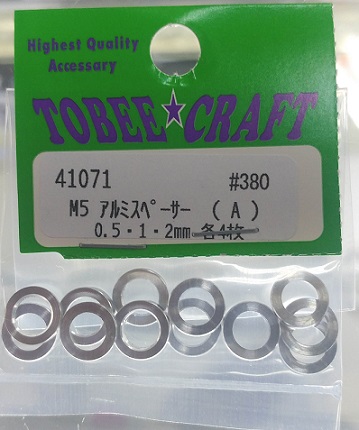 Highest Quality
Accessary
TOBEE★CRAFT
41071 #380
M5 ｱﾙﾐｽﾍﾟｰｻｰ (A)
0.5・1・2mm 各4枚